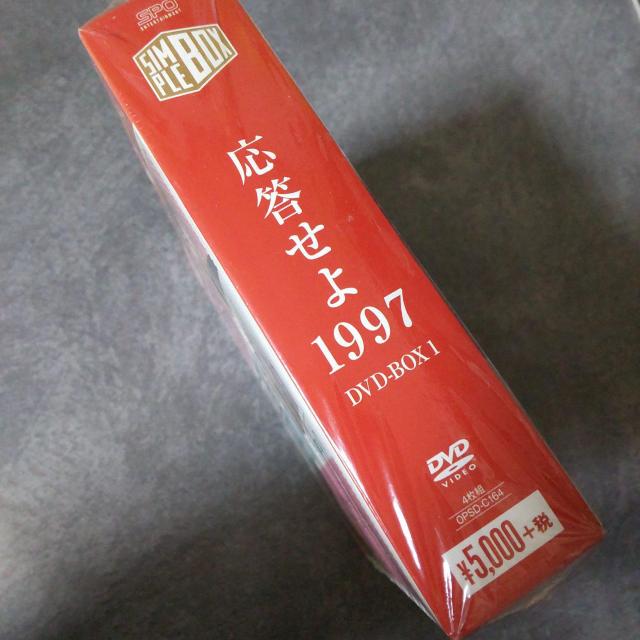 SPO
ENTERTAINMENT
SIM
PLE
BOX
応答せよ
1997
DVD-BOX 1
DVD
VIDEO
4枚組
OPSD-C164
¥5,000+税